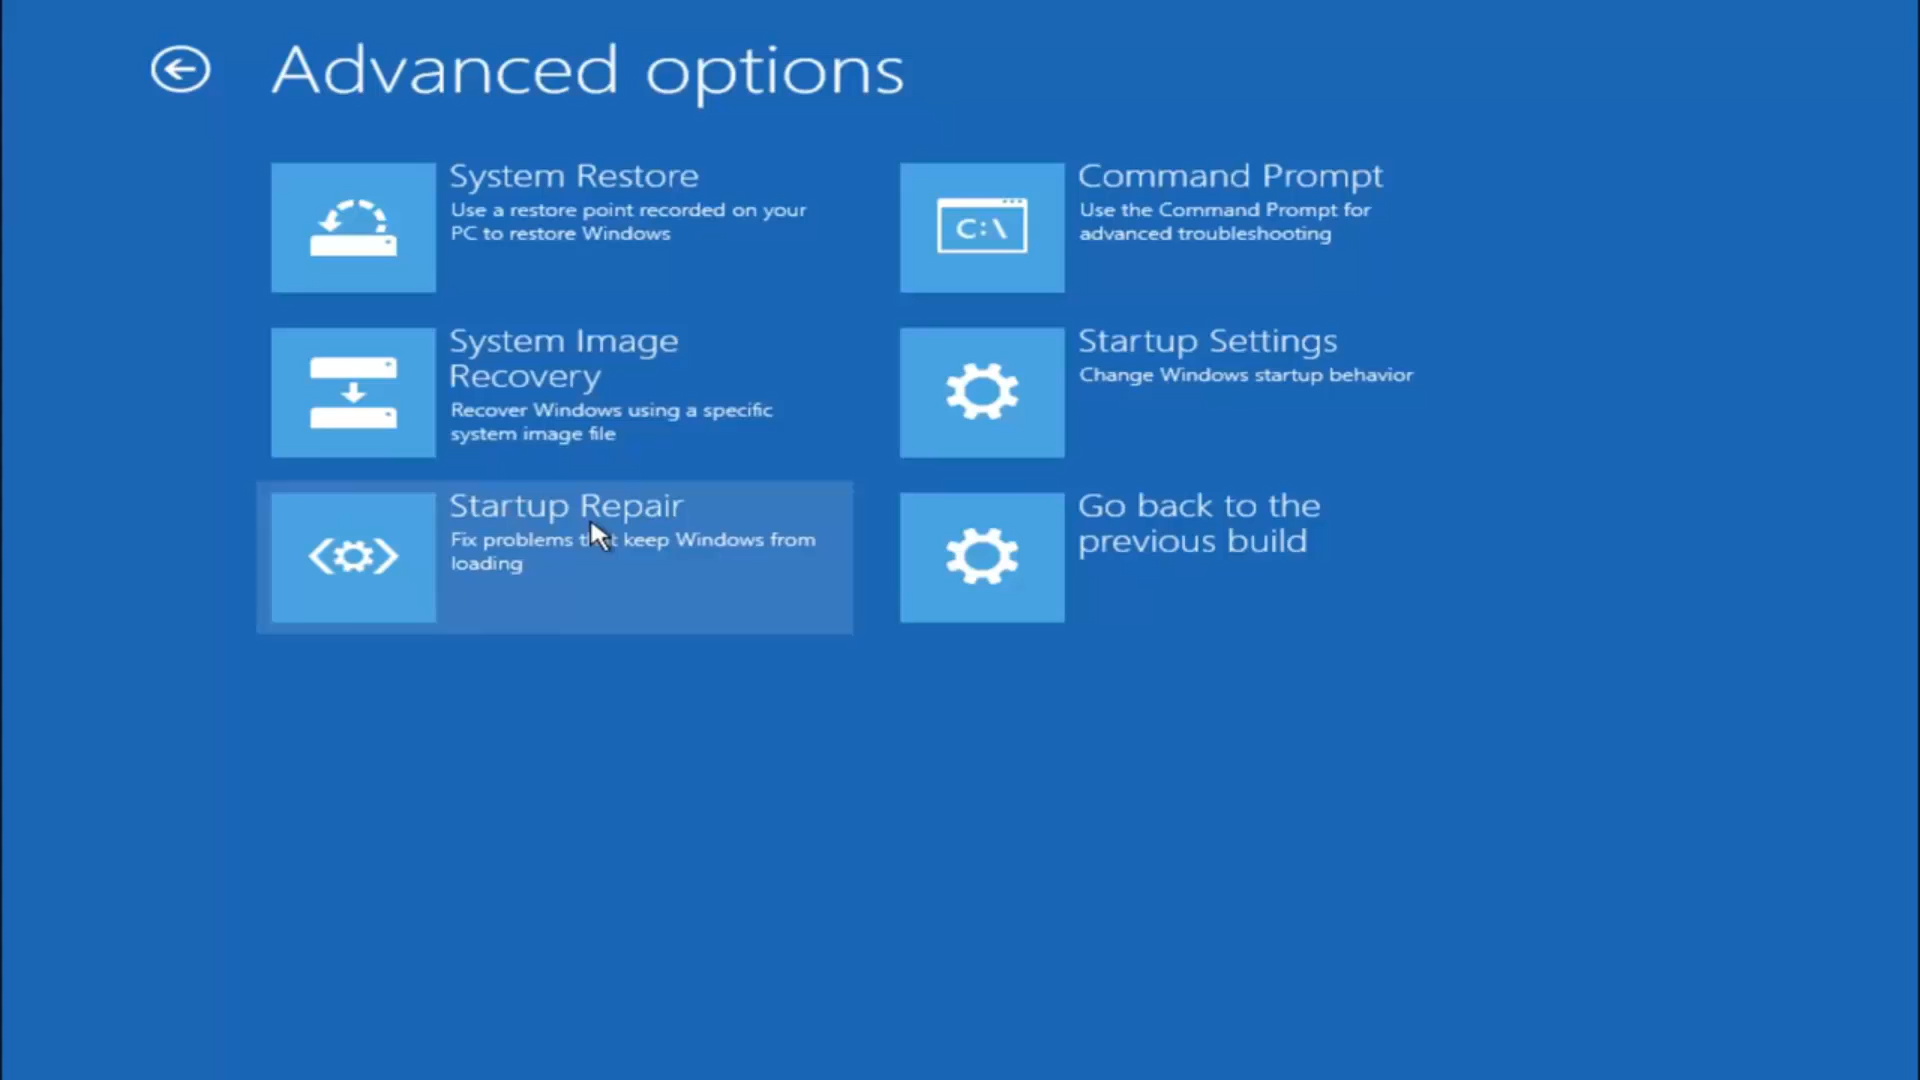 Advanced options
System Restore
Use a restore point recorded on your
PC to restore Windows
Command Prompt
Use the Command Prompt for
advanced troubleshooting
C:\
System Image
Recovery
Recover Windows using a specific
system image file
Startup Settings
Change Windows startup behavior
Startup Repair
Fix problems that keep Windows from
loading
Go back to the
previous build